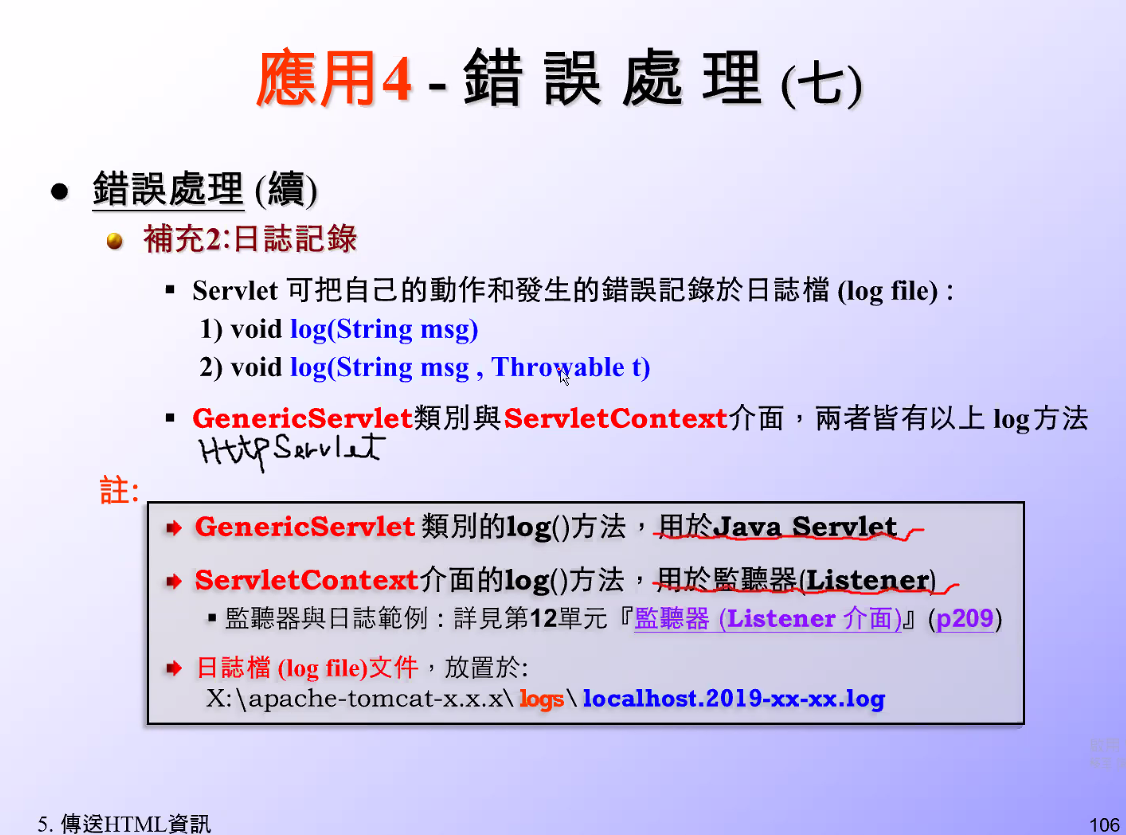 應用4 - 錯 誤 處 理 (七)
● 錯誤處理 (續)
補充2:日誌記錄
▪ Servlet 可把自己的動作和發生的錯誤記錄於日誌檔 (log file) :
1) void log(String msg)
2) void log(String msg , Throwable t)
▪ GenericServlet類別與ServletContext介面，兩者皆有以上 log方法
HttpServlet
註:
GenericServlet 類別的log()方法，用於Java Servlet
ServletContext介面的log()方法，用於監聽器(Listener)
▪ 監聽器與日誌範例：詳見第12單元『監聽器 (Listener 介面)』(p209)
日誌檔 (log file)文件，放置於:
X:\apache-tomcat-x.x.x\ logs \ localhost.2019-xx-xx.log
5. 傳送HTML資訊
106